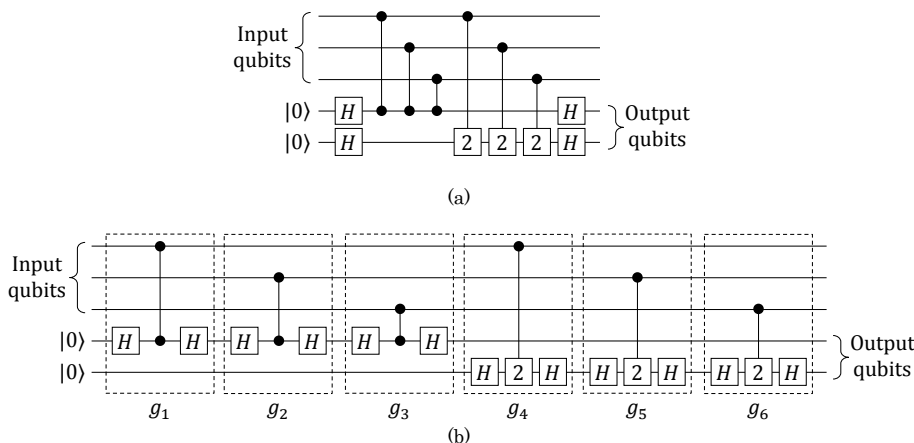 Input
qubits
|0⟩ H H
|0⟩ H 2 2 2 H
Output
qubits
(a)
Input
qubits
|0⟩ H H H H H H
|0⟩ H 2 H H 2 H H 2 H
Output
qubits
g1 g2 g3 g4 g5 g6
(b)